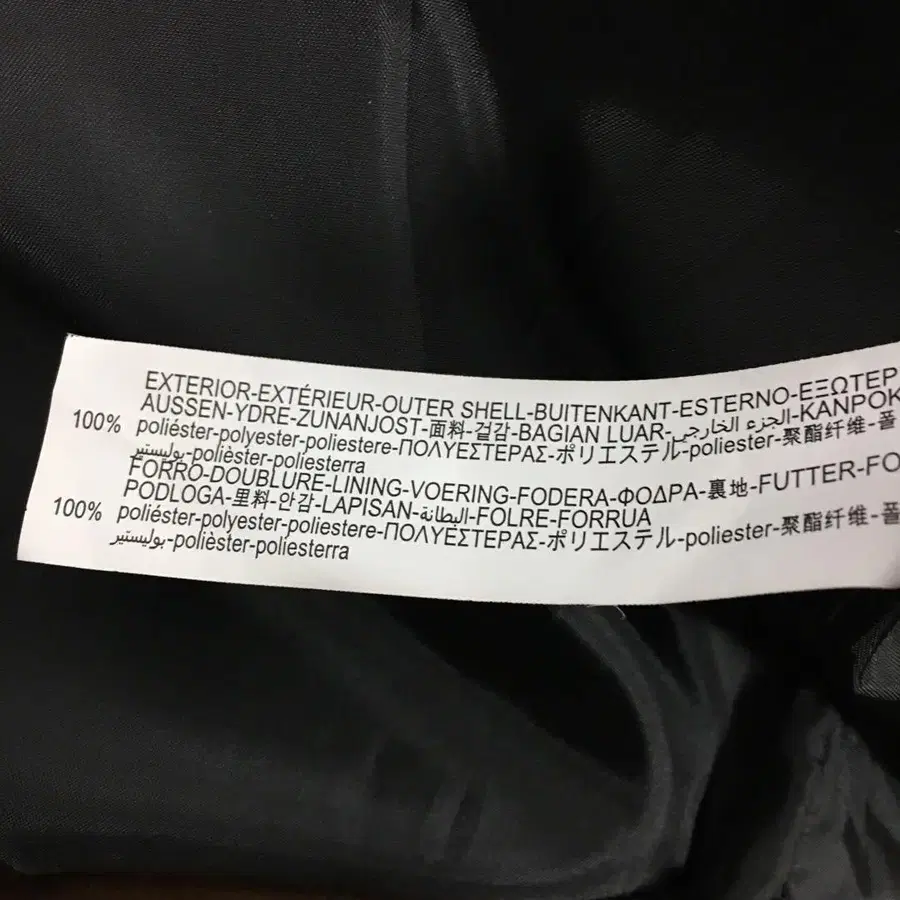 EXTERIOR-EXTÉRIEUR-OUTER SHELL-BUITENKANT-ESTERNO-ΕΞΩΤΕΡ
AUSSEN-YDRE-ZUNANJOST-面料-겉감-BAGIAN LUAR-الجزء الخارجي-KANPOK
100% poliéster-polyester-poliestere-ΠΟΛΥΕΣΤΕΡΑΣ-ポリエステル-poliester-聚酯纤维-폴
بوليستير-polièster-poliesterra
FORRO-DOUBLURE-LINING-VOERING-FODERA-ΦΟΔΡΑ-裏地-FUTTER-FO
PODLOGA-里料-안감-LAPISAN-البطانة-FOLRE-FORRUA
100% poliéster-polyester-poliestere-ΠΟΛΥΕΣΤΕΡΑΣ-ポリエステル-poliester-聚酯纤维-폴
بوليستير-polièster-poliesterra